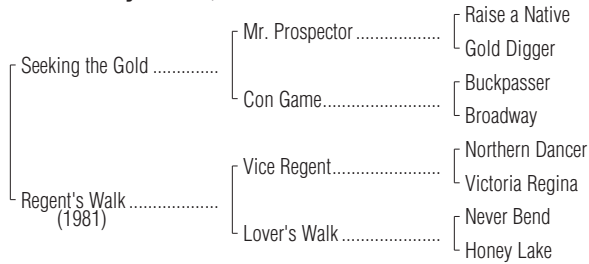 Raise a Native
Mr. Prospector
Gold Digger
Seeking the Gold
Buckpasser
Con Game
Broadway
Northern Dancer
Vice Regent
Victoria Regina
Regent's Walk
(1981)
Never Bend
Lover's Walk
Honey Lake